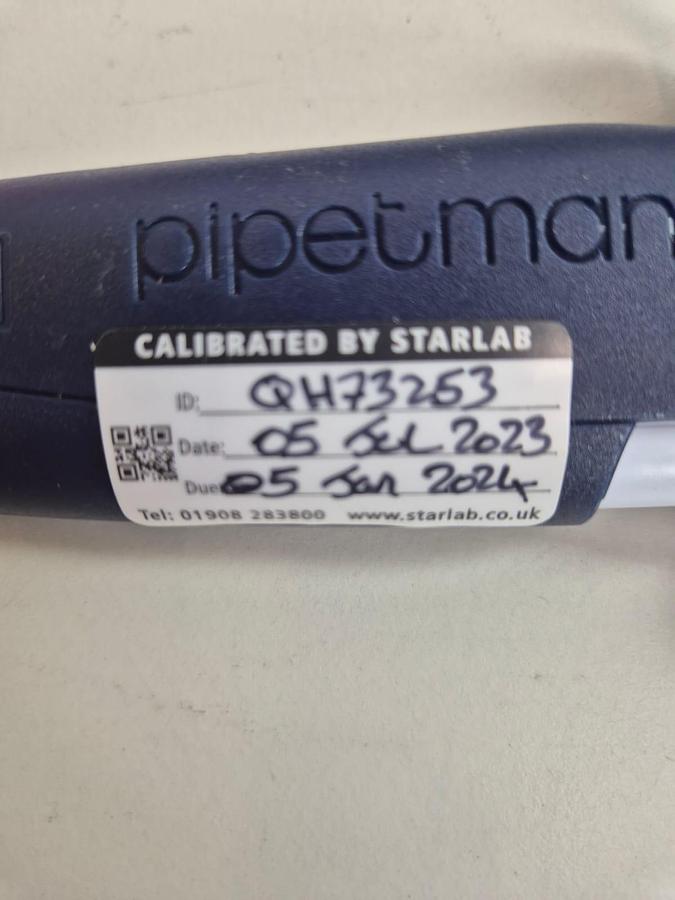 pipetman
CALIBRATED BY STARLAB
ID: QH73253
Date: 05 Jul 2023
Due 05 Jan 2024
Tel: 01908 283800 www.starlab.co.uk